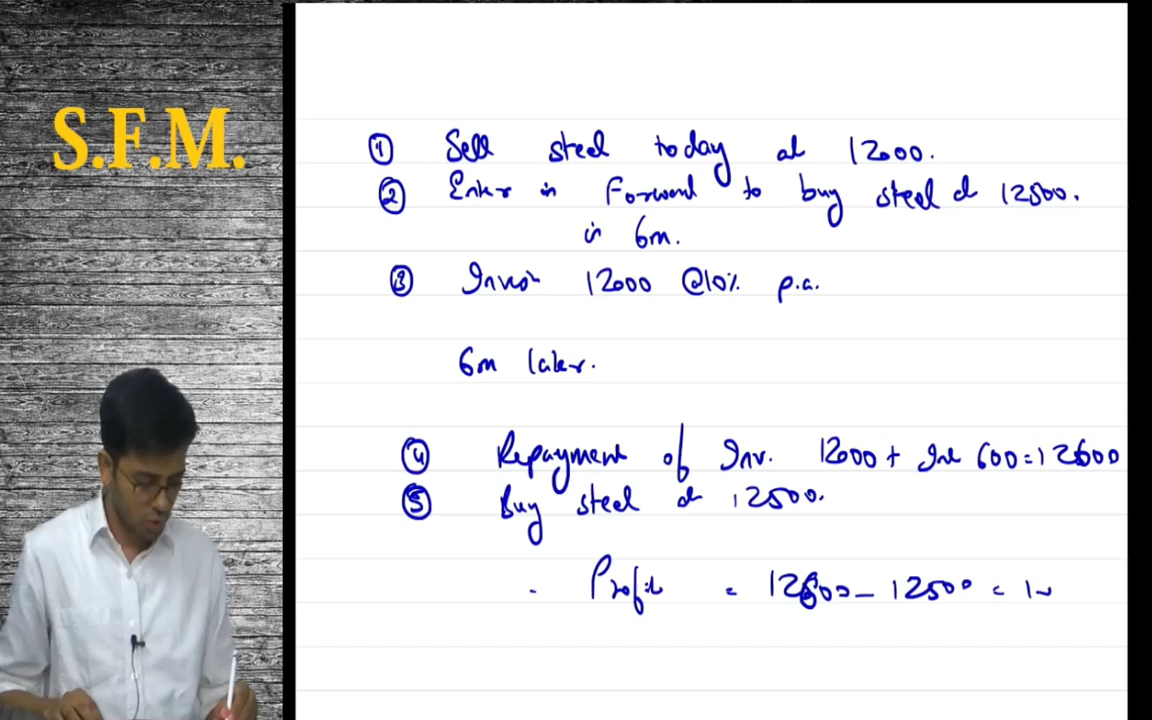 S.F.M.
① Sell steel today at 12000.
② Enter in Forward to buy steel at 12500.
in 6m.
③ Invest 12000 @10% p.a.
6m later.
④ Repayment of Inv. 12000 + Int 600 = 12600
⑤ Buy steel at 12500.
Profit = 12600 - 12500 =